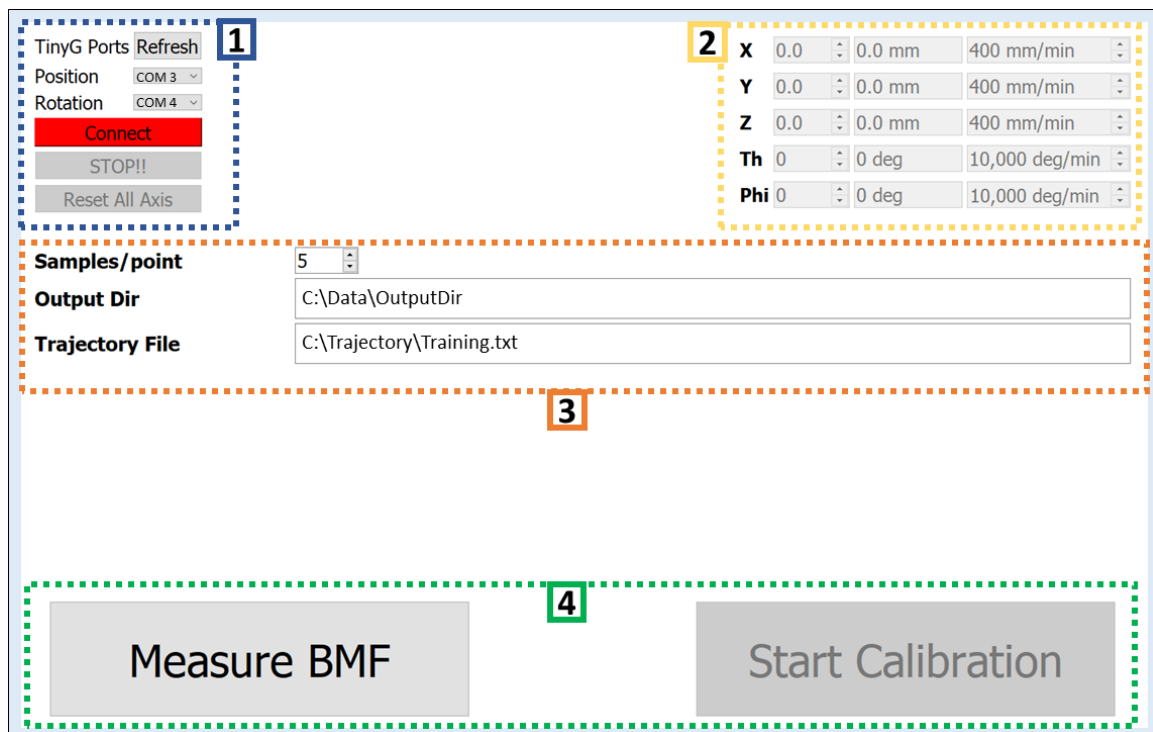 1
TinyG Ports Refresh
Position COM 3
Rotation COM 4
Connect
STOP!!
Reset All Axis
2
X 0.0 0.0 mm 400 mm/min
Y 0.0 0.0 mm 400 mm/min
Z 0.0 0.0 mm 400 mm/min
Th 0 0 deg 10,000 deg/min
Phi 0 0 deg 10,000 deg/min
Samples/point 5
Output Dir C:\Data\OutputDir
Trajectory File C:\Trajectory\Training.txt
3
4
Measure BMF Start Calibration